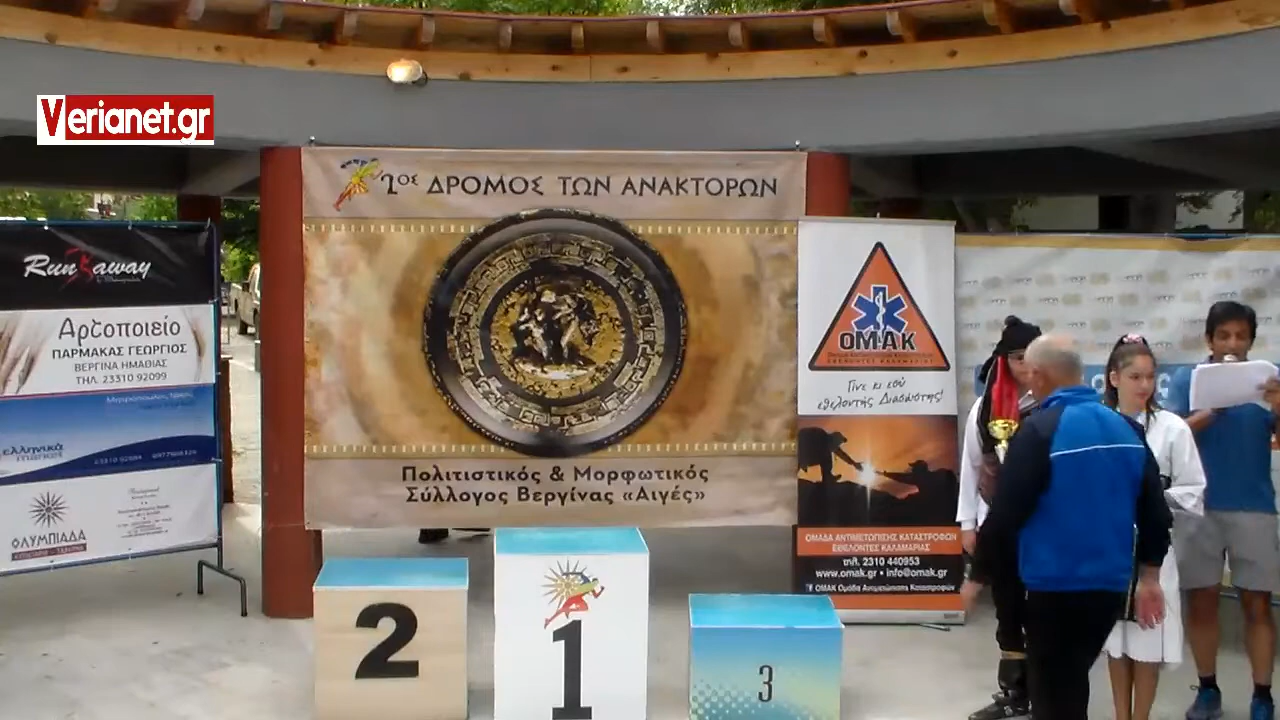 Verianet.gr
2ος ΔΡΟΜΟΣ ΤΩΝ ΑΝΑΚΤΟΡΩΝ
Πολιτιστικός & Μορφωτικός
Σύλλογος Βεργίνας «Αιγές»
Run away
Αρτοποιείο
ΠΑΡΜΑΚΑΣ ΓΕΩΡΓΙΟΣ
ΒΕΡΓΙΝΑ ΗΜΑΘΙΑΣ
ΤΗΛ. 23310 92099
ελληνικά
market
ΟΛΥΜΠΙΑΔΑ
ΟΜΑΚ
Γίνε κι εσύ
εθελοντής Διασώστης!
ΟΜΑΔΑ ΑΝΤΙΜΕΤΩΠΙΣΗΣ ΚΑΤΑΣΤΡΟΦΩΝ
ΕΘΕΛΟΝΤΕΣ ΚΑΛΑΜΑΡΙΑΣ
τηλ. 2310 440953
www.omak.gr • info@omak.gr
ΟΜΑΚ Ομάδα Αντιμετώπισης Καταστροφών
2
1
3